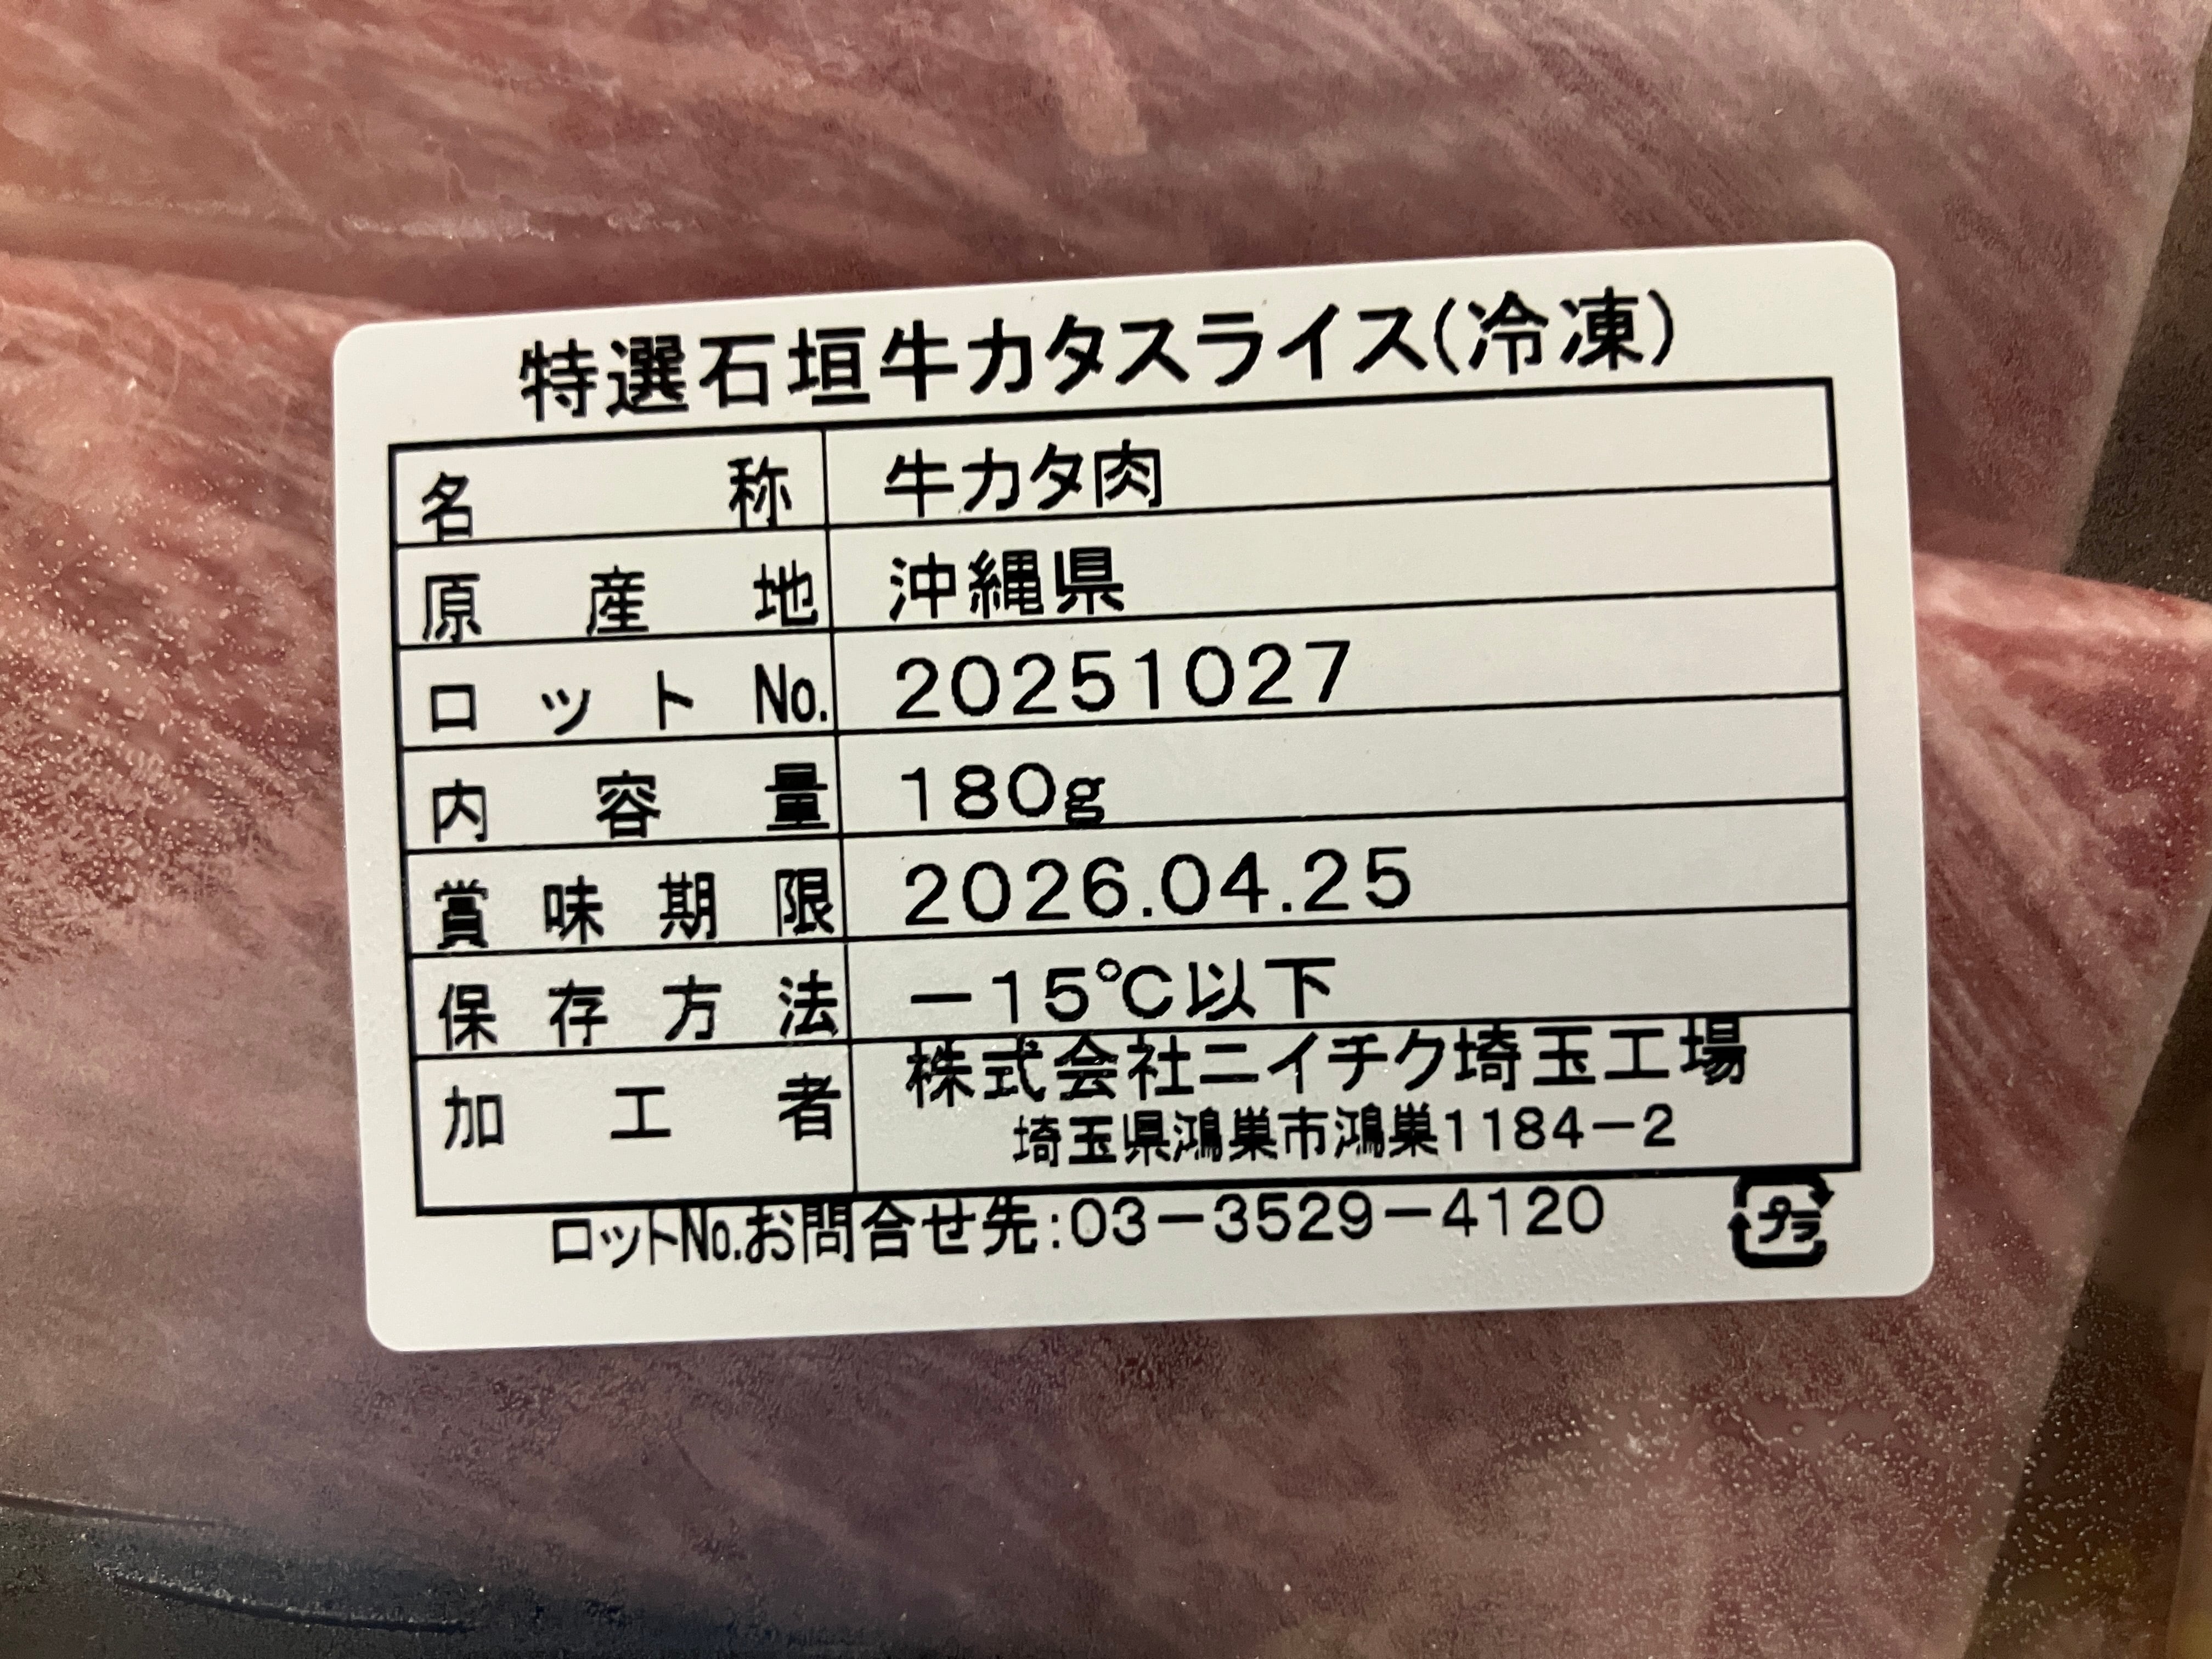 特選石垣牛カタスライス(冷凍)
名称 牛カタ肉
原産地 沖縄県
ロットNo. 20251027
内容量 180g
賞味期限 2026.04.25
保存方法 －15℃以下
加工者 株式会社ニイチク埼玉工場
埼玉県鴻巣市鴻巣1184－2
ロットNo.お問合せ先:03－3529－4120
プラ